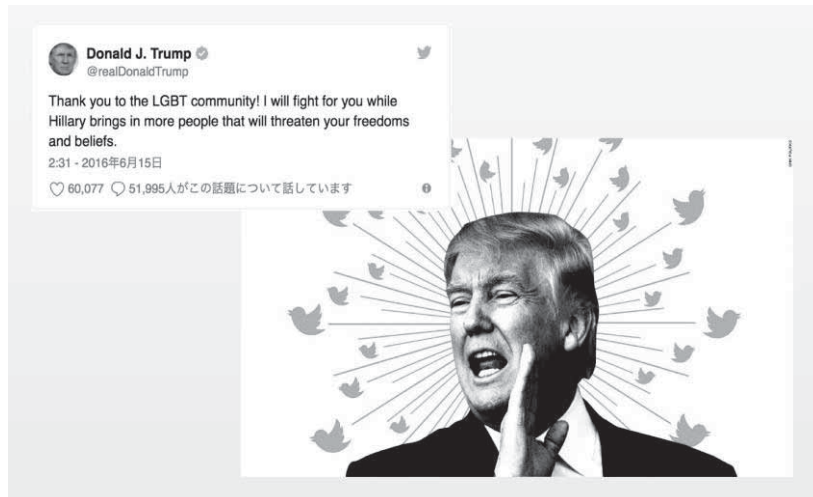 Donald J. Trump
@realDonaldTrump
Thank you to the LGBT community! I will fight for you while
Hillary brings in more people that will threaten your freedoms
and beliefs.
2:31 - 2016年6月15日
60,077 51,995人がこの話題について話しています